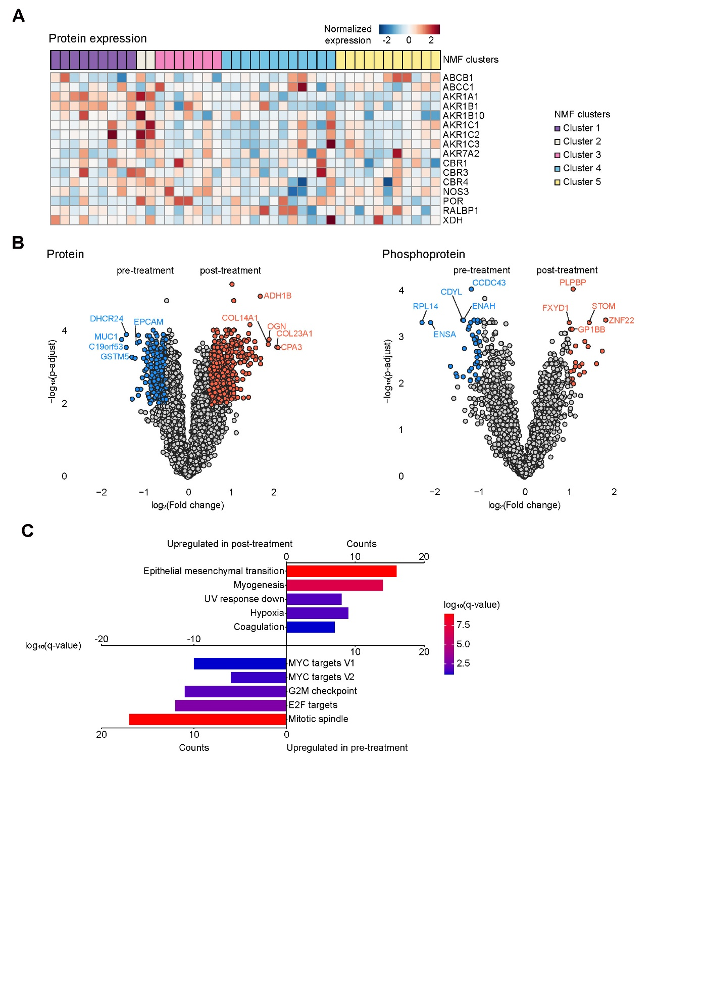 A
Protein expression
Normalized
expression
-2 0 2
NMF clusters
ABCB1
ABCC1
AKR1A1
AKR1B1
AKR1B10
AKR1C1
AKR1C2
AKR1C3
AKR7A2
CBR1
CBR3
CBR4
NOS3
POR
RALBP1
XDH
NMF clusters
Cluster 1
Cluster 2
Cluster 3
Cluster 4
Cluster 5
B
Protein
pre-treatment post-treatment
ADH1B
COL14A1
OGN
COL23A1
CPA3
DHCR24
EPCAM
MUC1
C19orf53
GSTM5
−log₁₀(p-adjust)
4
2
0
−2 −1 0 1 2
log₂(Fold change)
Phosphoprotein
pre-treatment post-treatment
CCDC43
CDYL
RPL14
ENAH
ENSA
PLPBP
FXYD1
STOM
ZNF22
GP1BB
−log₁₀(p-adjust)
4
3
2
1
0
−2 −1 0 1 2
log₂(Fold change)
C
Upregulated in post-treatment Counts
0 10 20
Epithelial mesenchymal transition
Myogenesis
UV response down
Hypoxia
Coagulation
log₁₀(q-value)
-20 -10
10 20
MYC targets V1
MYC targets V2
G2M checkpoint
E2F targets
Mitotic spindle
20 10 0
Counts Upregulated in pre-treatment
log₁₀(q-value)
7.5
5.0
2.5